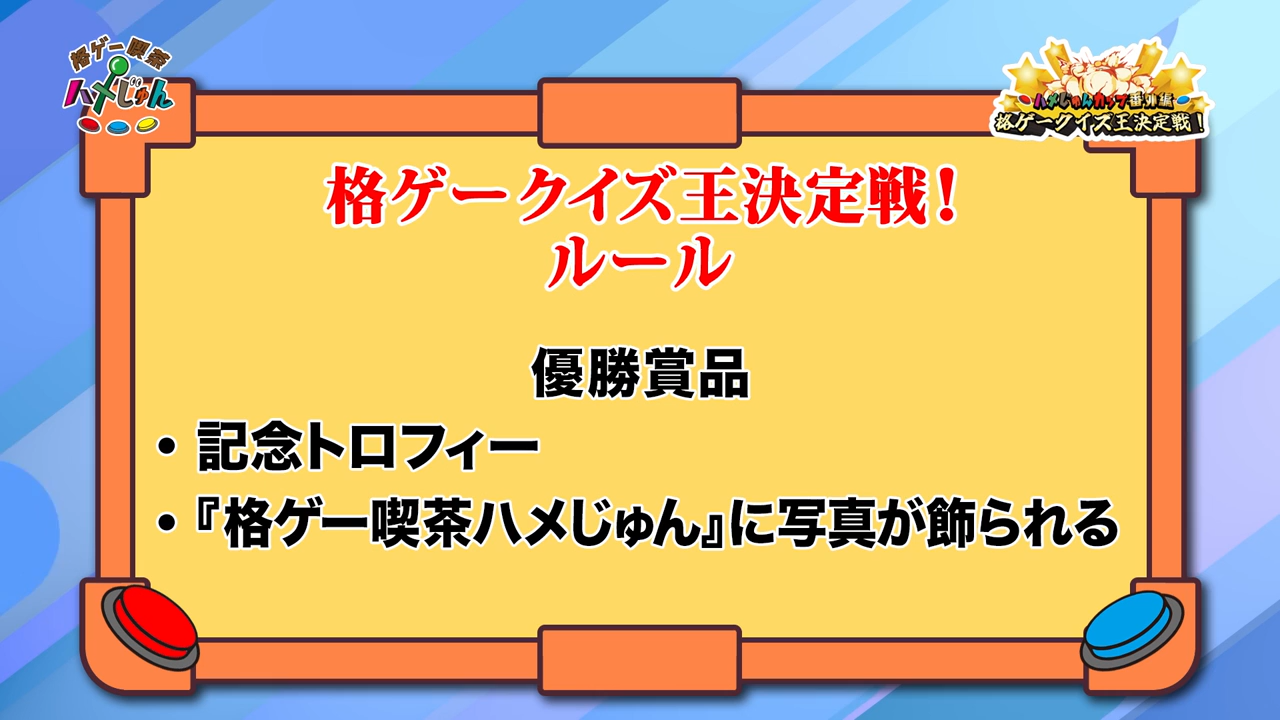 格ゲー喫茶
ハメじゅん
ハメじゅんカップ番外編
格ゲークイズ王決定戦!
格ゲークイズ王決定戦!
ルール
優勝賞品
・記念トロフィー
・『格ゲー喫茶ハメじゅん』に写真が飾られる